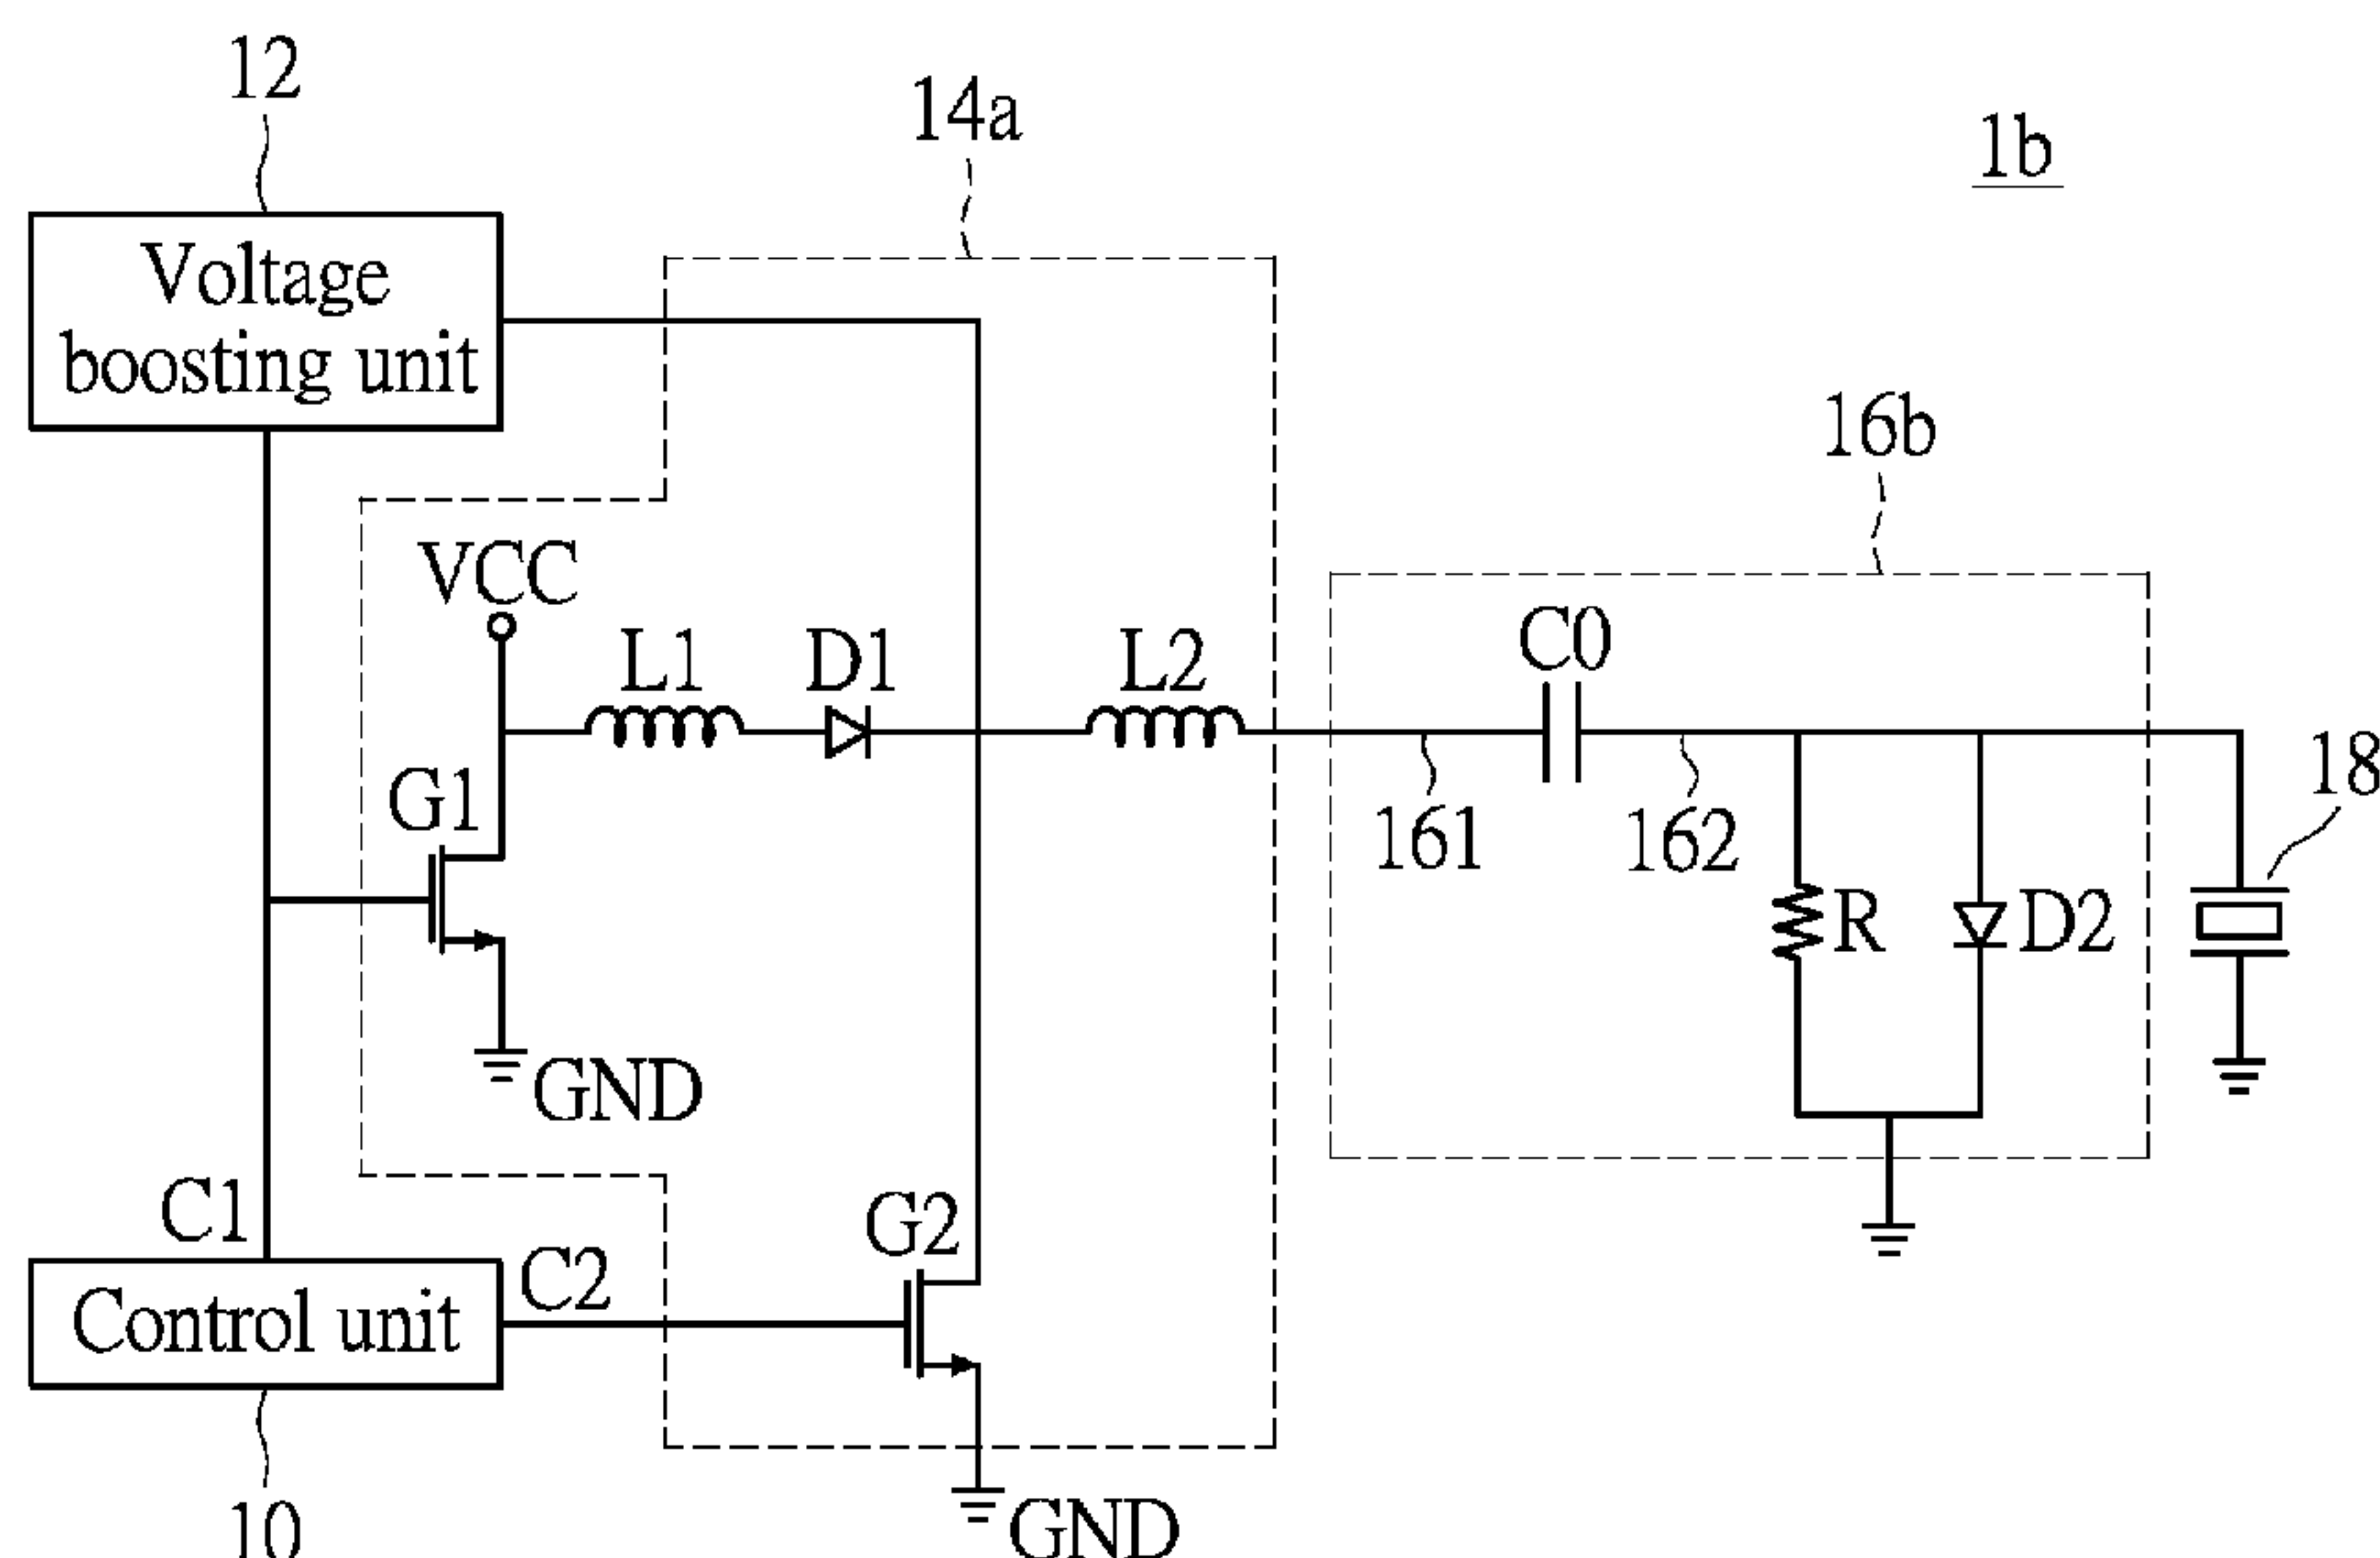 12
14a
1b
Voltage
boosting unit
16b
VCC
L1
D1
L2
C0
G1
161
162
18
R
D2
GND
C1
G2
C2
Control unit
10
GND